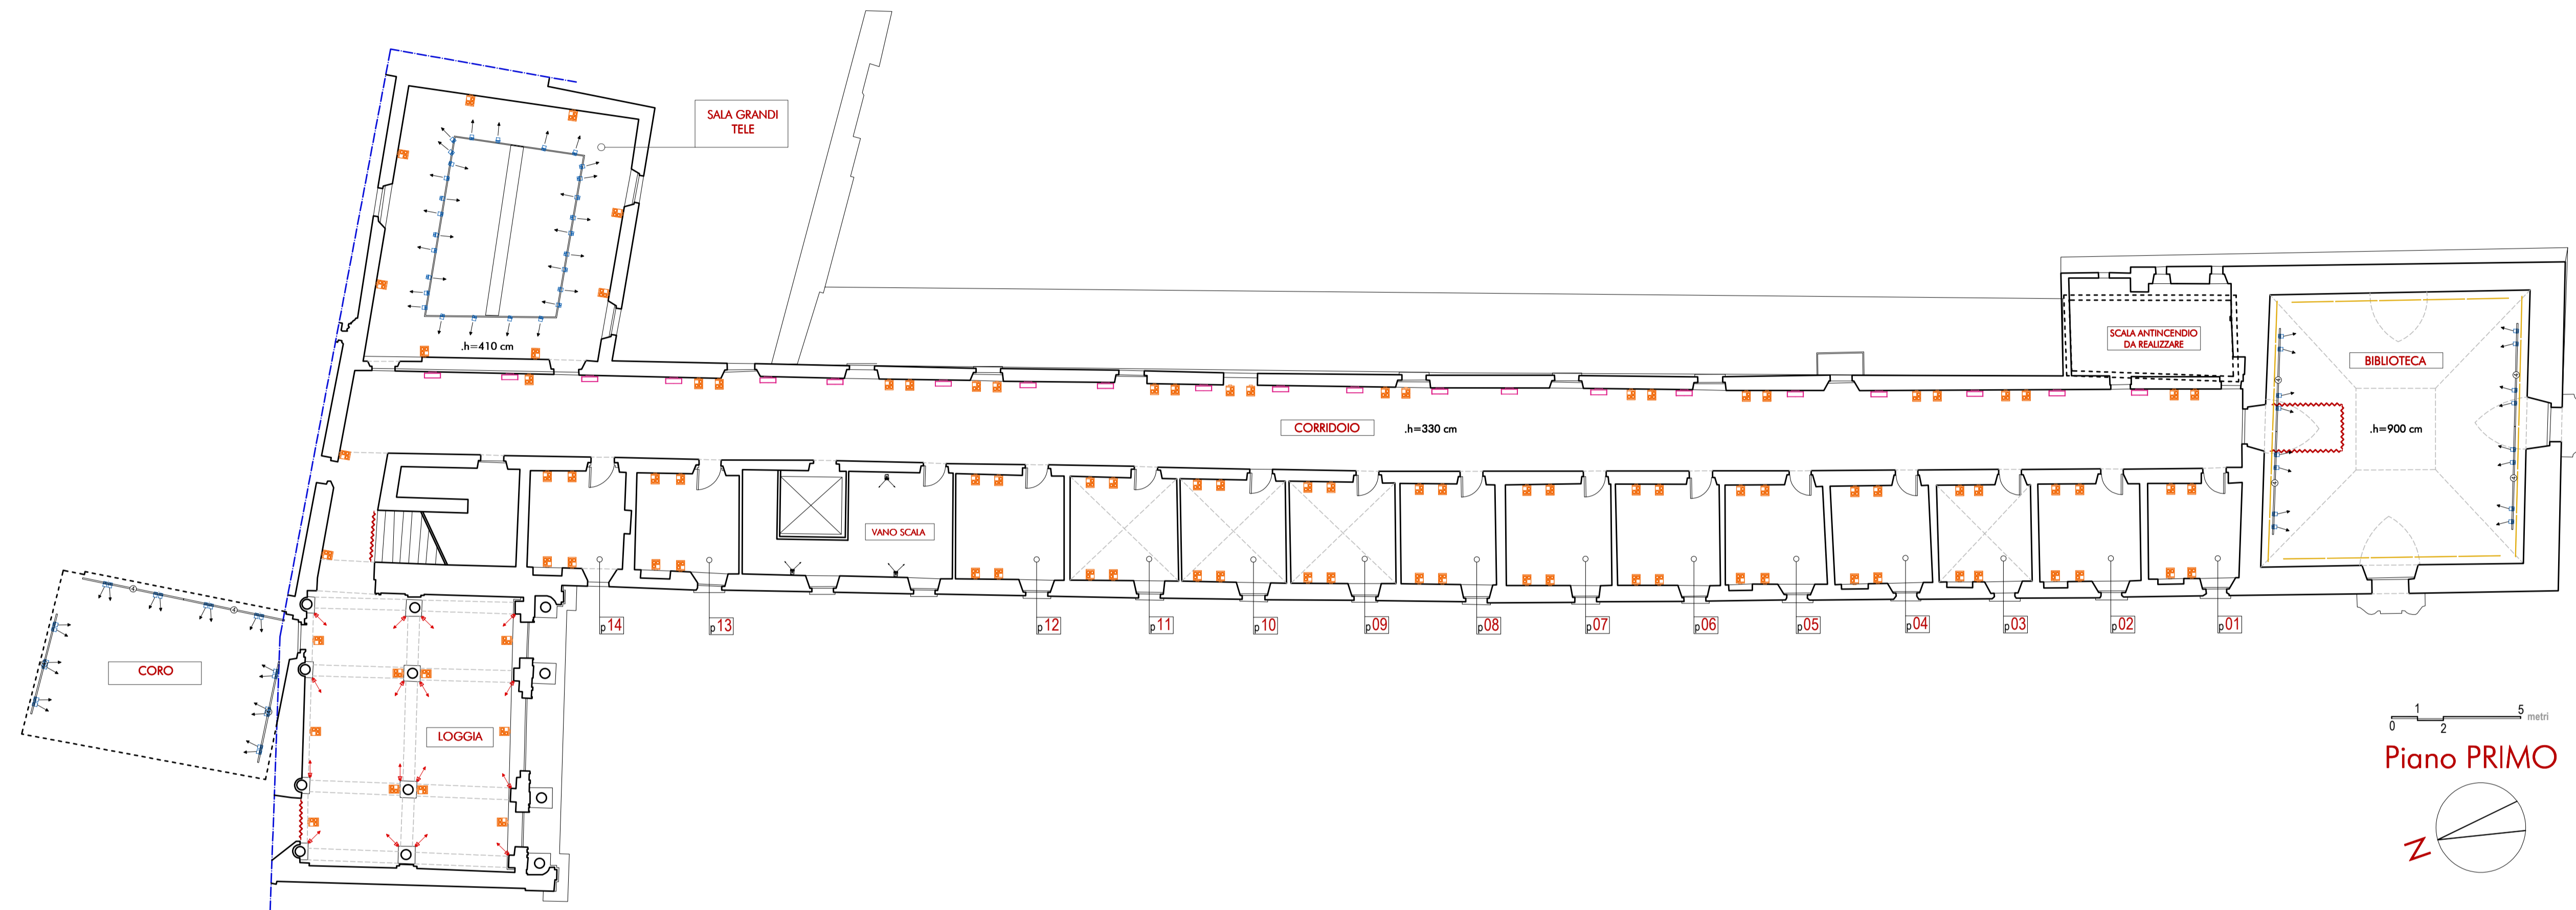 SALA GRANDI
TELE
.h=410 cm
SCALA ANTINCENDIO
DA REALIZZARE
BIBLIOTECA
.h=900 cm
CORRIDOIO
.h=330 cm
VANO SCALA
p14
p13
p12
p11
p10
p09
p08
p07
p06
p05
p04
p03
p02
p01
CORO
LOGGIA
1
5
0
2
metri
Piano PRIMO
N